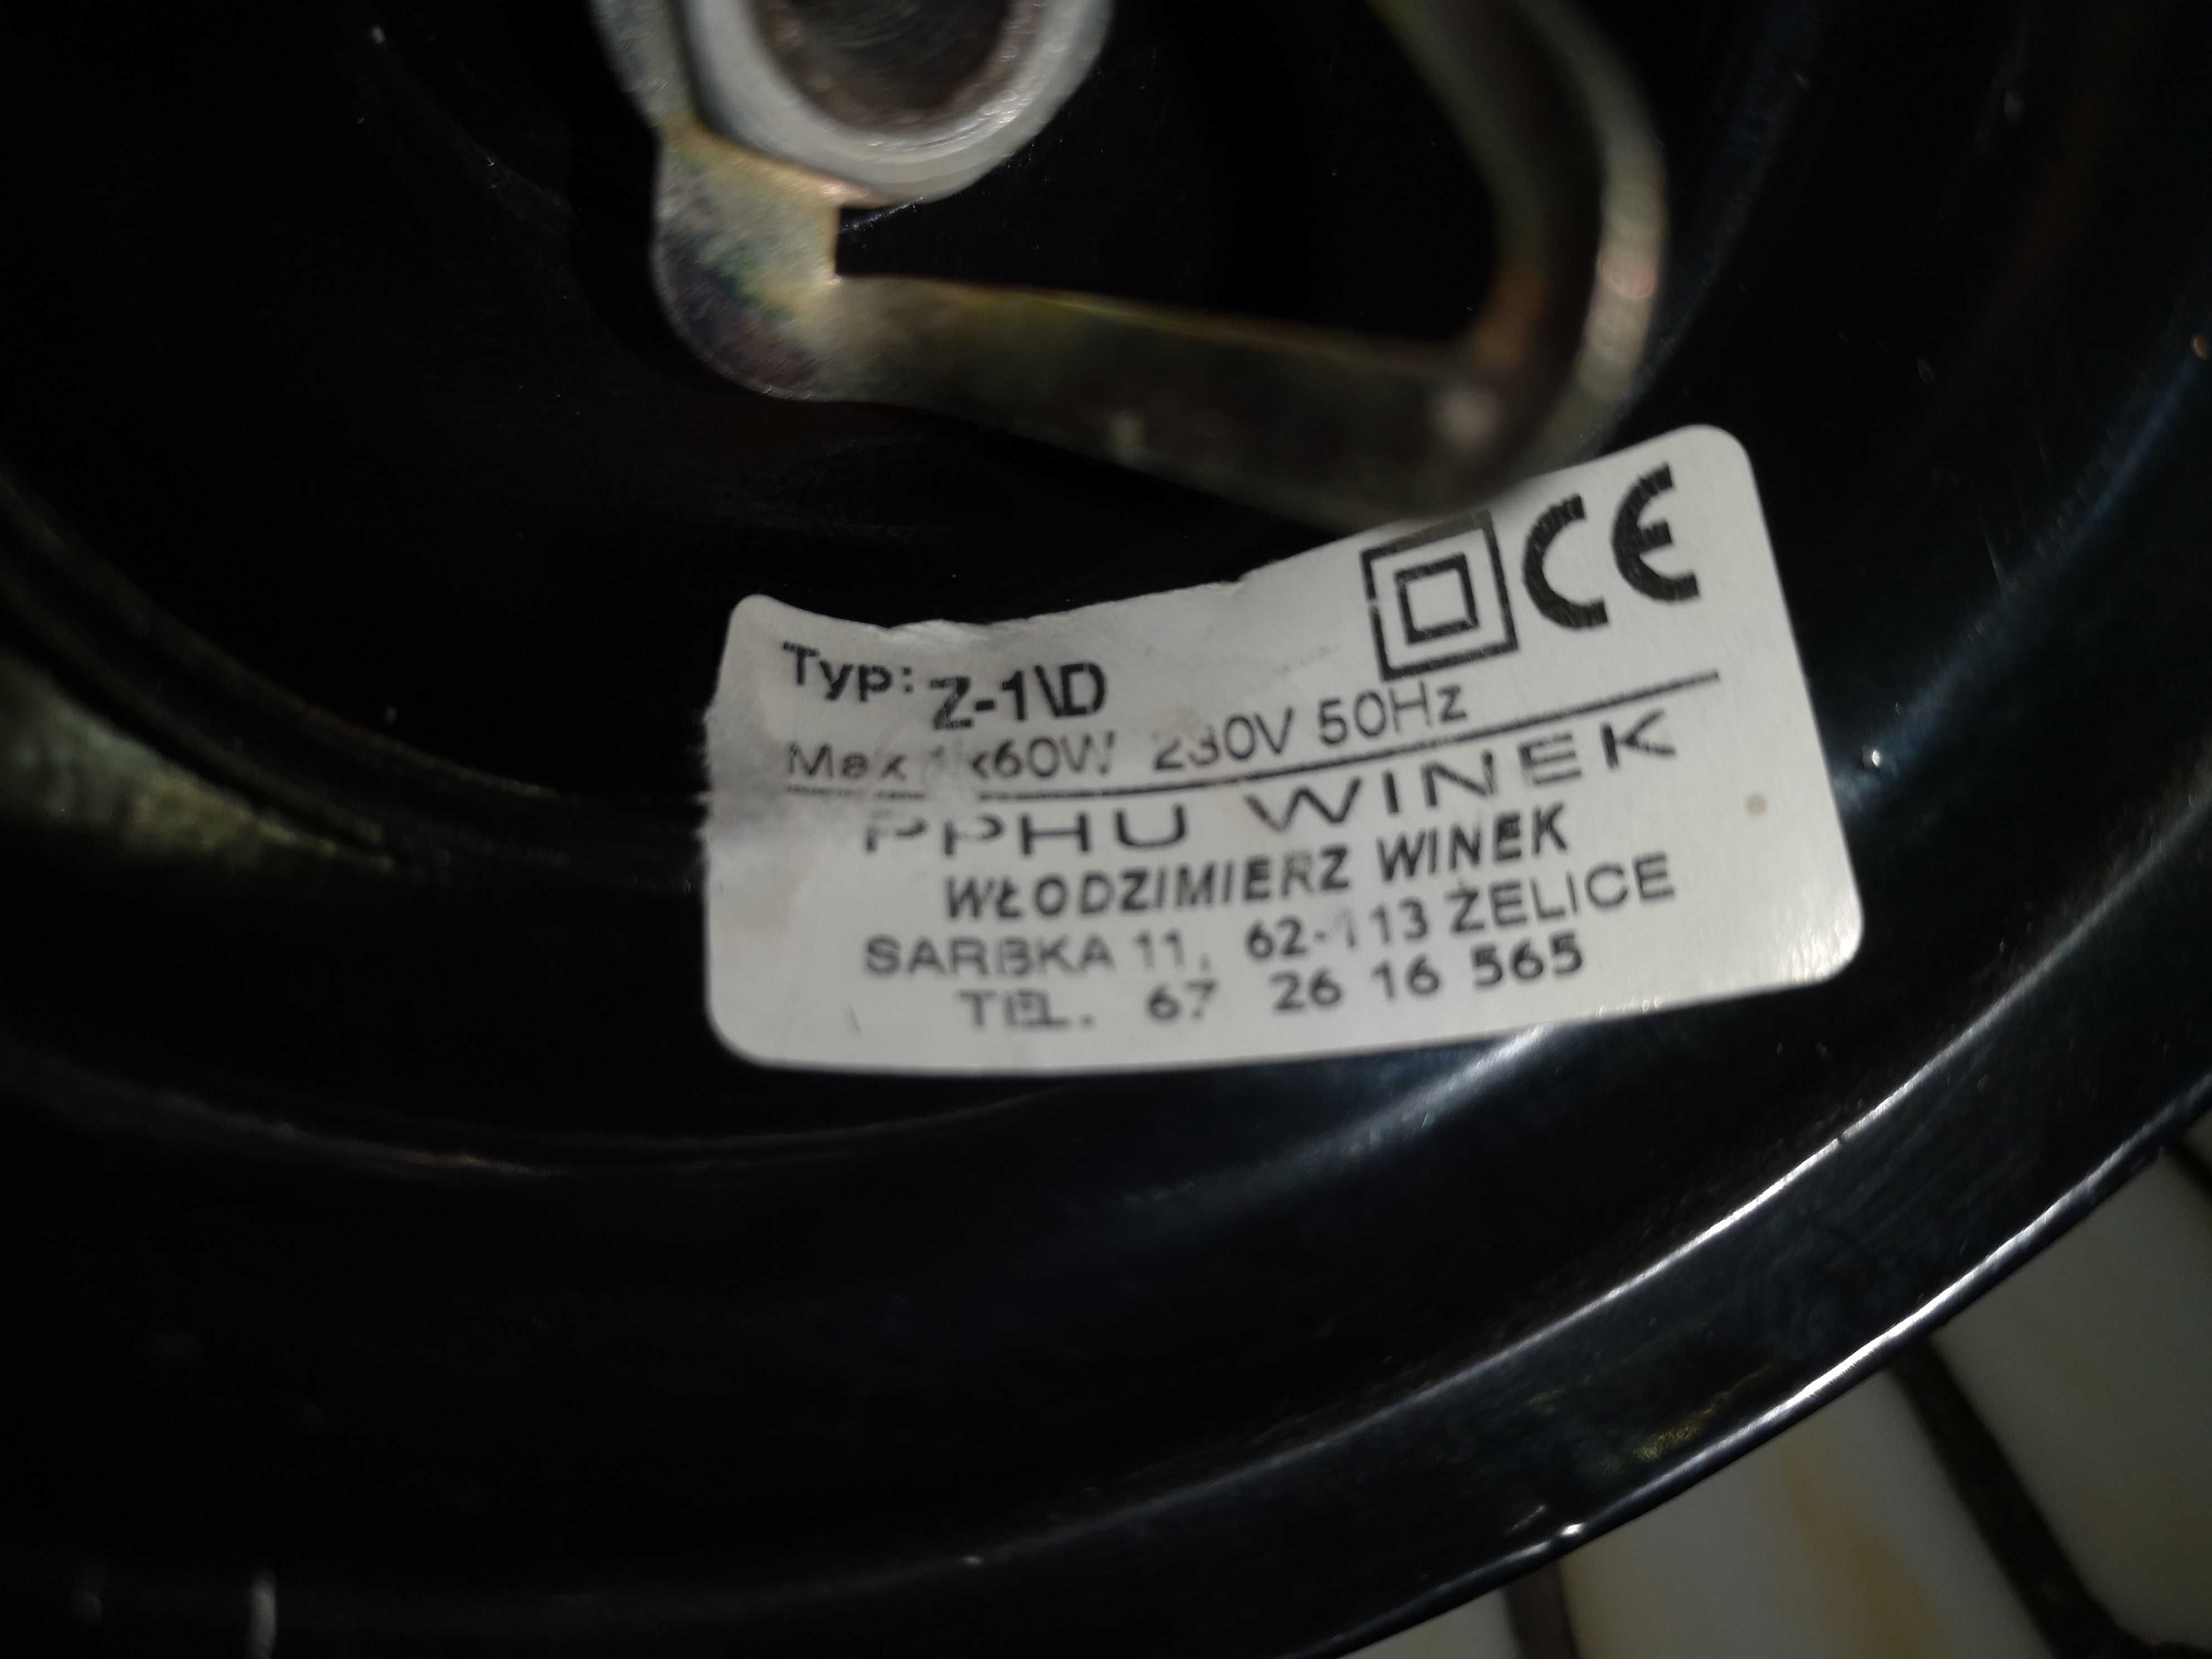 CE
Typ: Z-1\D
Max 1x60W 230V 50Hz
PPHU WINEK
WŁODZIMIERZ WINEK
SARBKA 11, 62-113 ŻELICE
TEL. 67 26 16 565